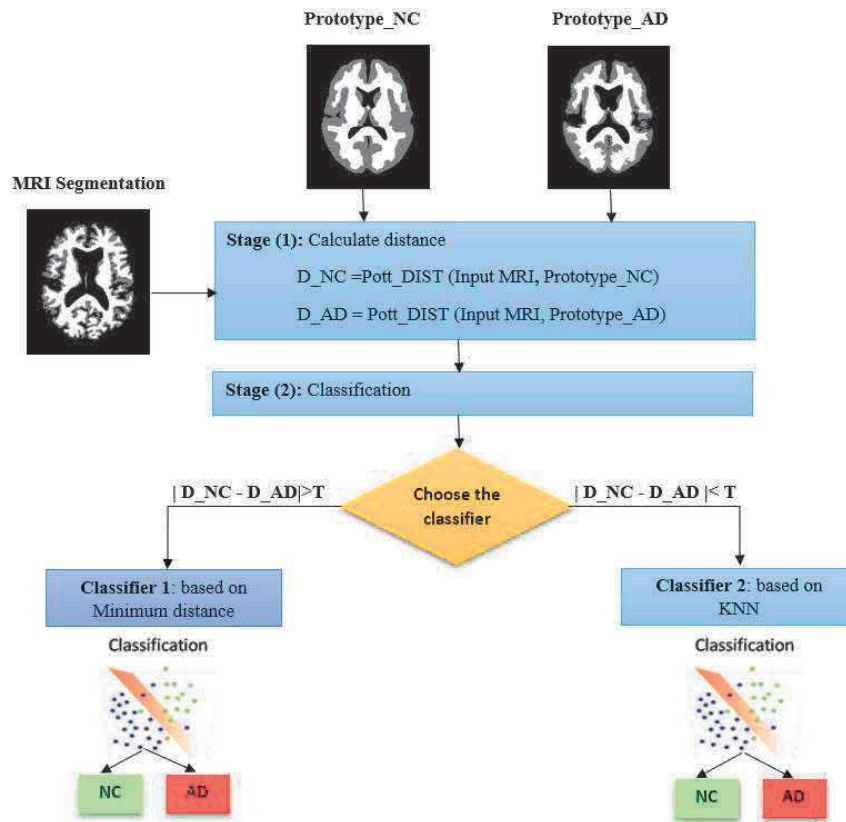 Prototype_NC
Prototype_AD
MRI Segmentation
Stage (1): Calculate distance
D_NC =Pott_DIST (Input MRI, Prototype_NC)
D_AD = Pott_DIST (Input MRI, Prototype_AD)
Stage (2): Classification
Choose the
classifier
| D_NC - D_AD|>T
| D_NC - D_AD |< T
Classifier 1: based on
Minimum distance
Classifier 2: based on
KNN
Classification
Classification
NC
AD
NC
AD